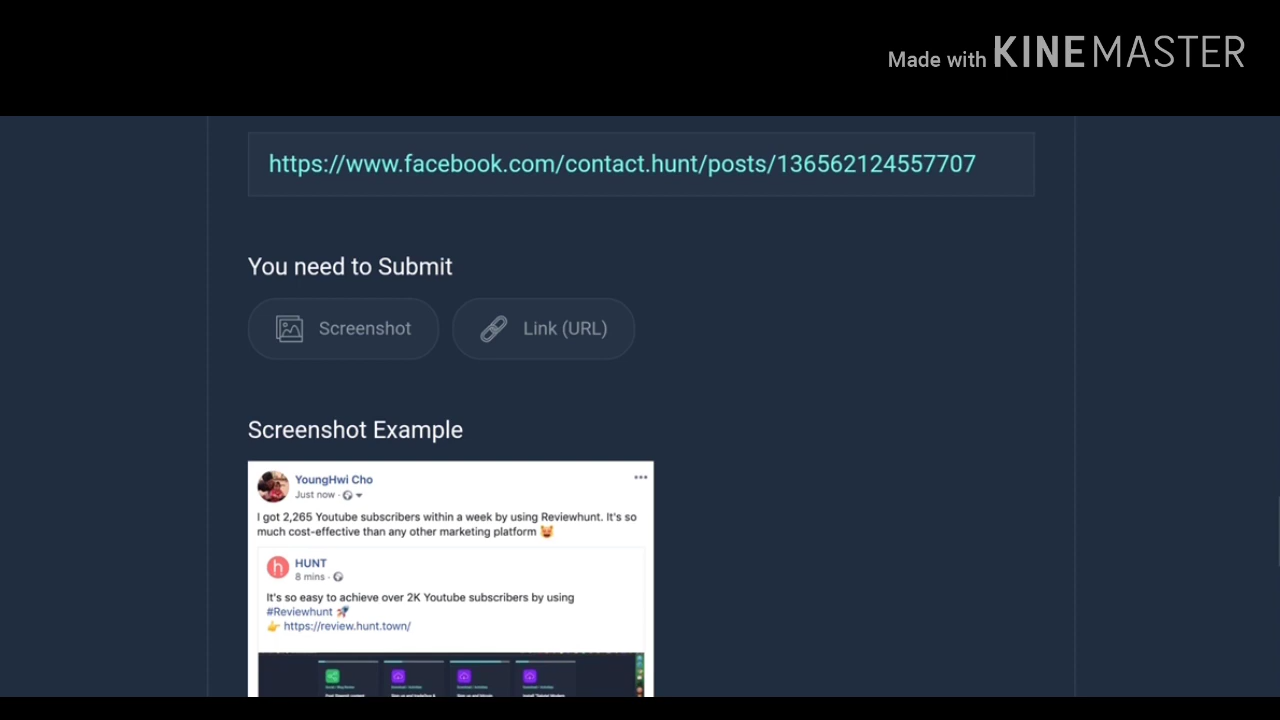 Made with KINEMASTER
https://www.facebook.com/contact.hunt/posts/136562124557707
You need to Submit
Screenshot
Link (URL)
Screenshot Example
YoungHwi Cho
Just now
I got 2,265 Youtube subscribers within a week by using Reviewhunt. It's so
much cost-effective than any other marketing platform
h HUNT
8 mins
It's so easy to achieve over 2K Youtube subscribers by using
#Reviewhunt
https://review.hunt.town/